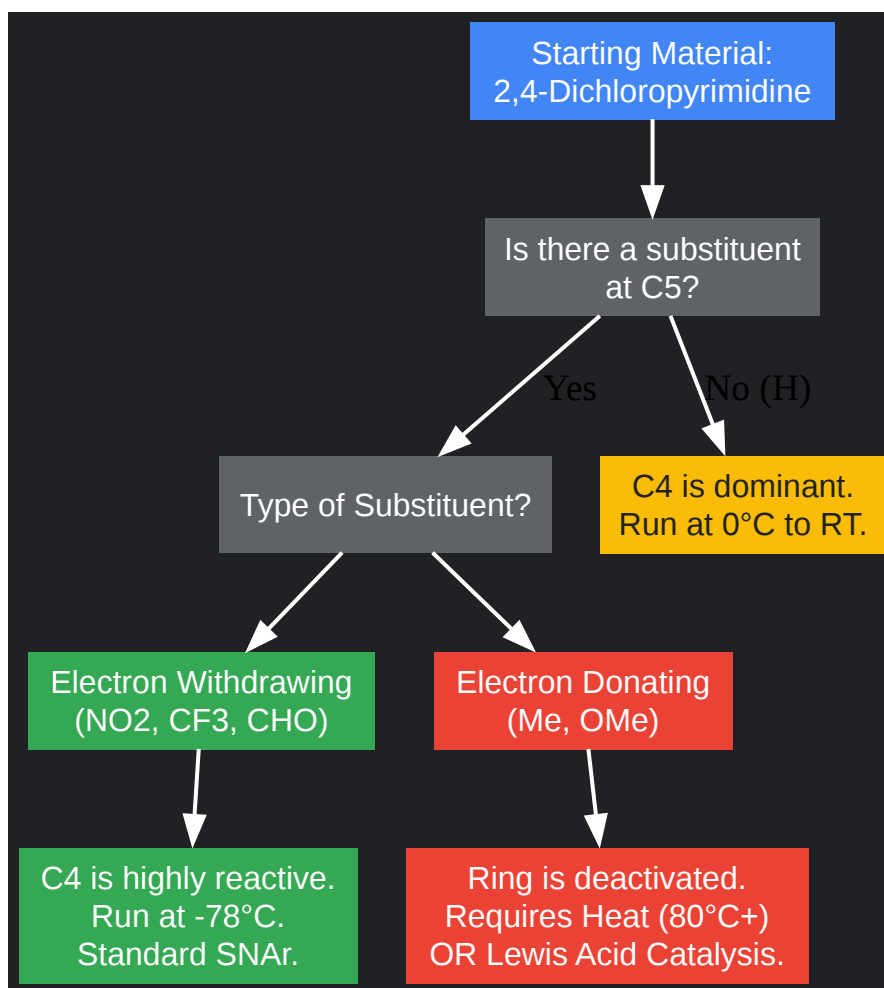 Starting Material:
2,4-Dichloropyrimidine
Is there a substituent
at C5?
Yes
No (H)
Type of Substituent?
C4 is dominant.
Run at 0°C to RT.
Electron Withdrawing
(NO2, CF3, CHO)
Electron Donating
(Me, OMe)
C4 is highly reactive.
Run at -78°C.
Standard SNAr.
Ring is deactivated.
Requires Heat (80°C+)
OR Lewis Acid Catalysis.